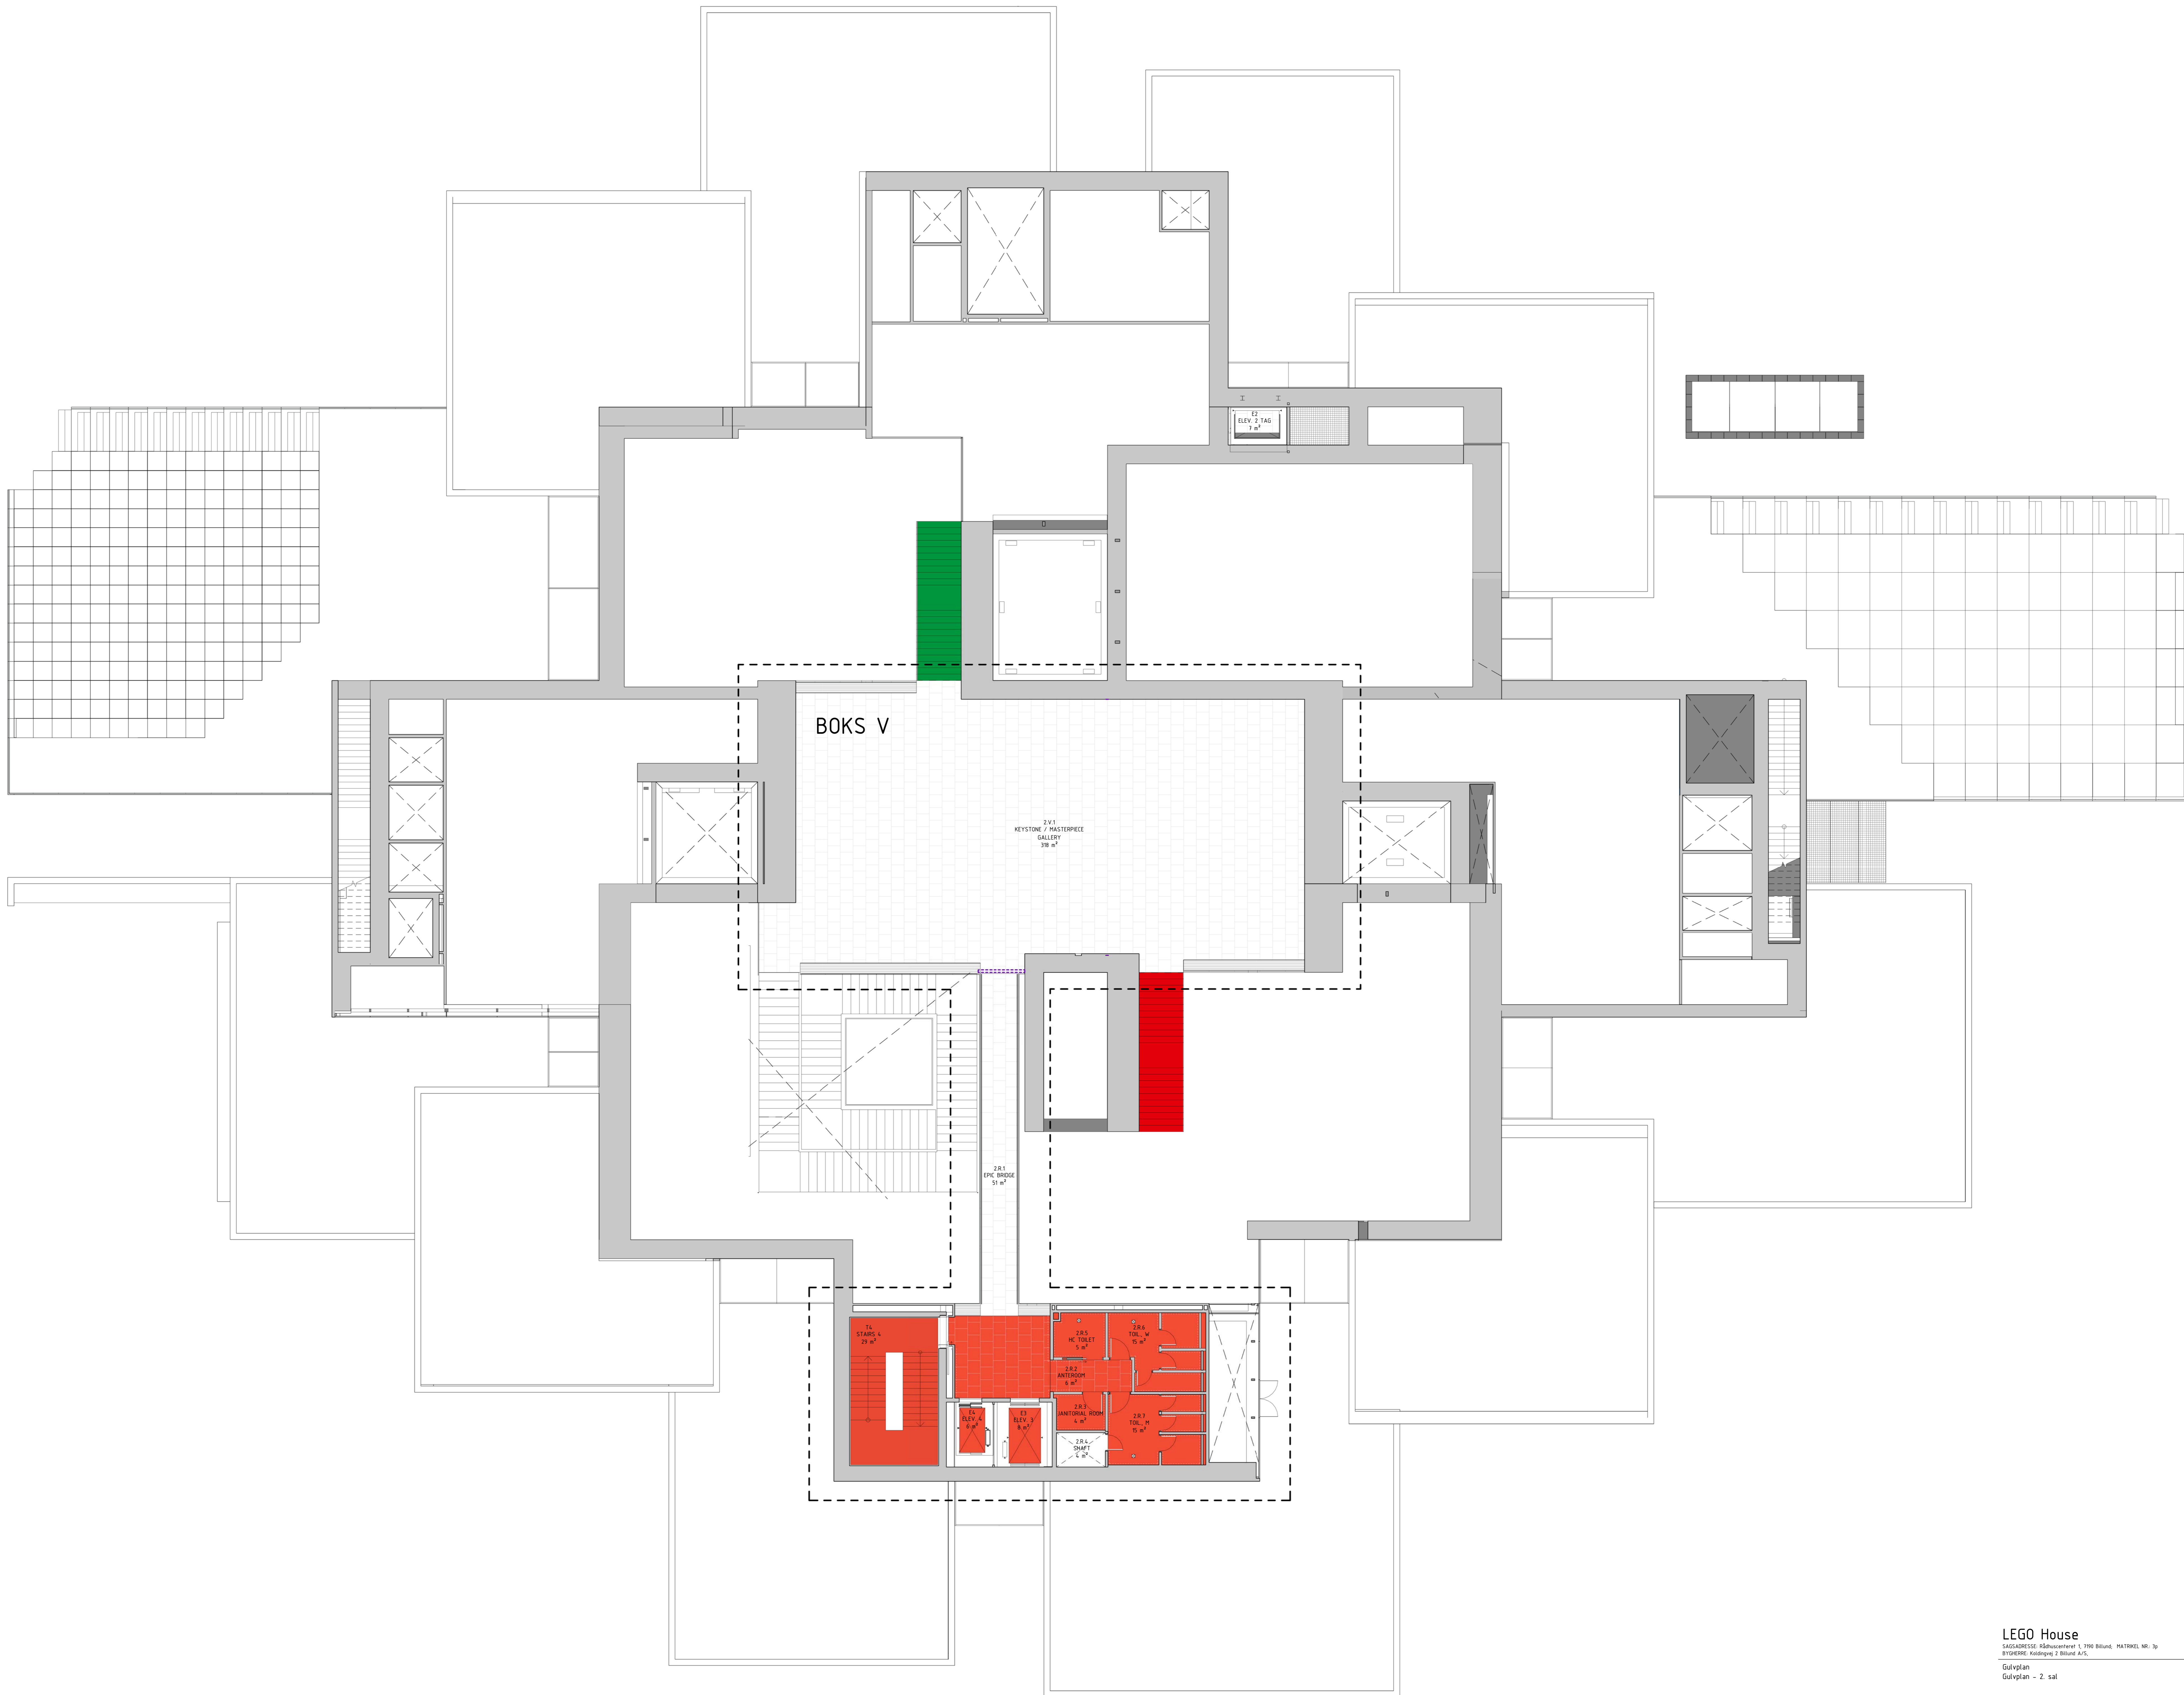 E2
ELEV. 2 TAG
7 m²
BOKS V
2.V.1
KEYSTONE / MASTERPIECE
GALLERY
318 m²
2.R.1
EPIC BRIDGE
51 m²
T4
STAIRS 4
29 m²
2.R.5
HC TOILET
5 m²
2.R.6
TOIL. W
15 m²
2.R.2
ANTEROOM
6 m²
2.R.3
JANITORIAL ROOM
4 m²
E4
ELEV. 4
6 m²
E3
ELEV. 3
8 m²
2.R.7
TOIL. M
15 m²
2.R.4
SHAFT
4 m²
LEGO House
SAGSADRESSE: Rådhuscenteret 1, 7190 Billund, MATRIKEL NR.: 3p
BYGHERRE: Koldingvej 2 Billund A/S,
Gulvplan
Gulvplan - 2. sal